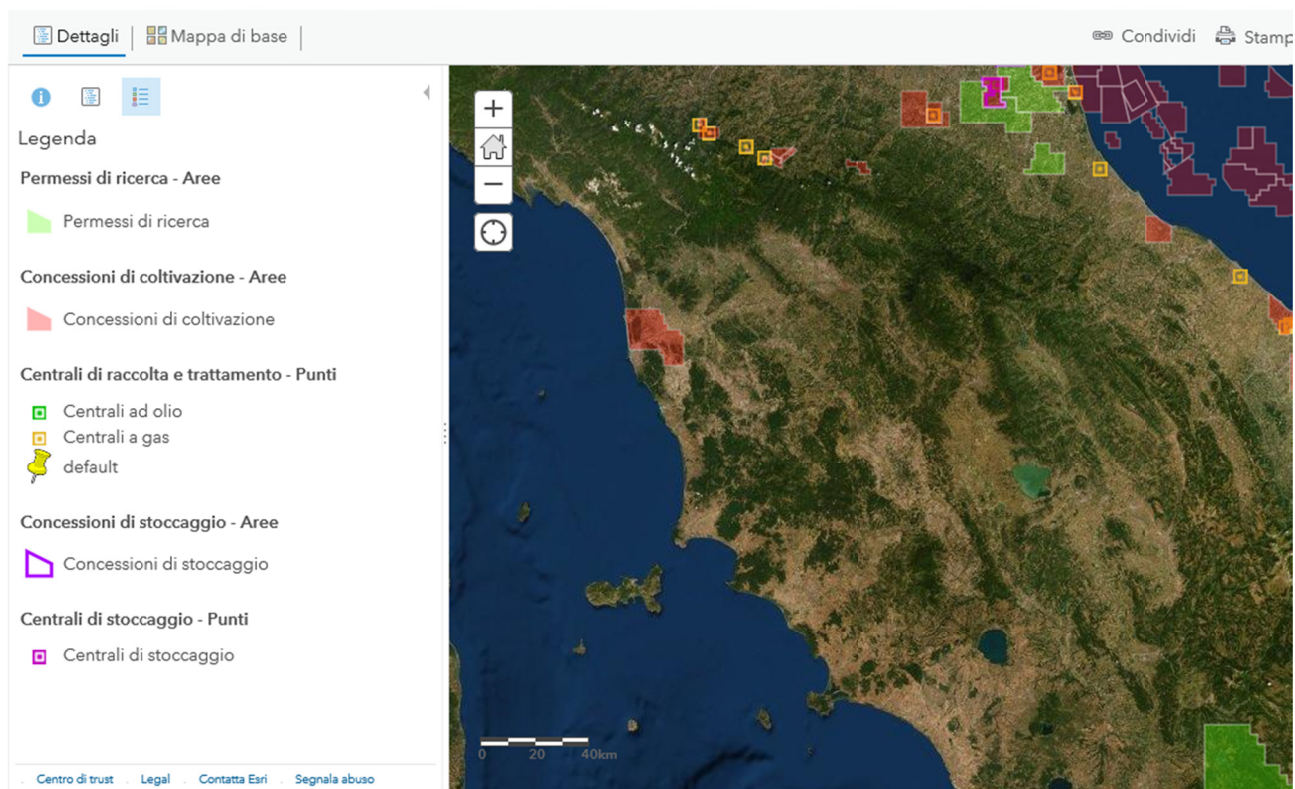 Dettagli
Mappa di base
Condividi
Stamp
Legenda
Permessi di ricerca - Aree
Permessi di ricerca
Concessioni di coltivazione - Aree
Concessioni di coltivazione
Centrali di raccolta e trattamento - Punti
Centrali ad olio
Centrali a gas
default
Concessioni di stoccaggio - Aree
Concessioni di stoccaggio
Centrali di stoccaggio - Punti
Centrali di stoccaggio
0 20 40km
Centro di trust . Legal . Contatta Esri . Segnala abuso